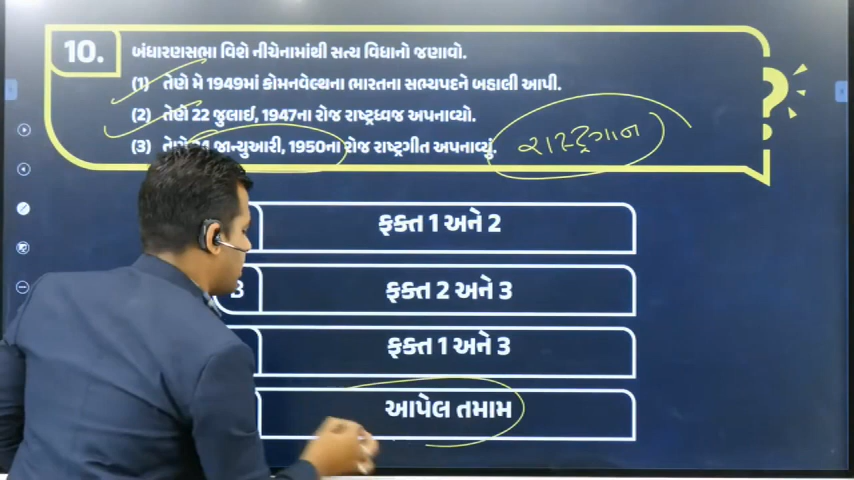 10. બંધારણસભા વિશે નીચેનામાંથી સત્ય વિધાનો જણાવો.
(1) તેણે મે 1949માં કોમનવેલ્થના ભારતના સભ્યપદને બહાલી આપી.
(2) તેણે 22 જુલાઈ, 1947ના રોજ રાષ્ટ્રધ્વજ અપનાવ્યો.
(3) તેણે 24 જાન્યુઆરી, 1950ના રોજ રાષ્ટ્રગીત અપનાવ્યું. રાષ્ટ્રગાન
ફક્ત 1 અને 2
B ફક્ત 2 અને 3
ફક્ત 1 અને 3
આપેલ તમામ